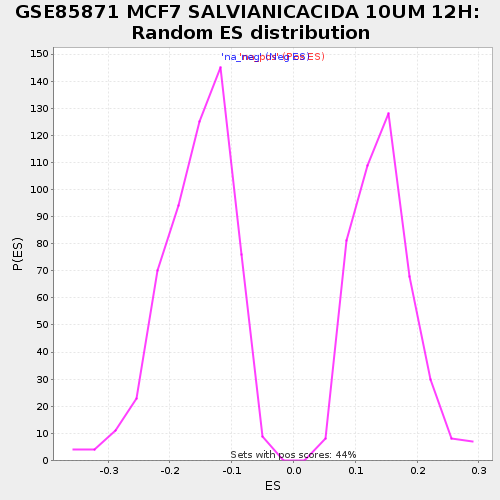 GSE85871 MCF7 SALVIANICACIDA 10UM 12H:
Random ES distribution
P(ES)
150
140
130
120
110
100
90
80
70
60
50
40
30
20
10
0
Sets with pos scores: 44%
-0.3 -0.2 -0.1 0.0 0.1 0.2 0.3
ES